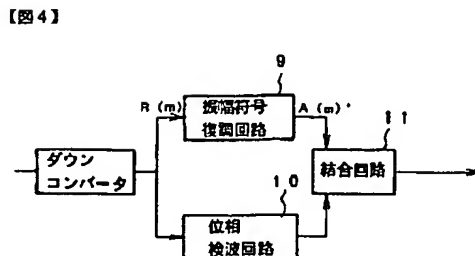 【図4】
9
R(m)
振幅符号
復調回路
A(m)'
11
ダウン
コンバータ
結合回路
10
位相
検波回路